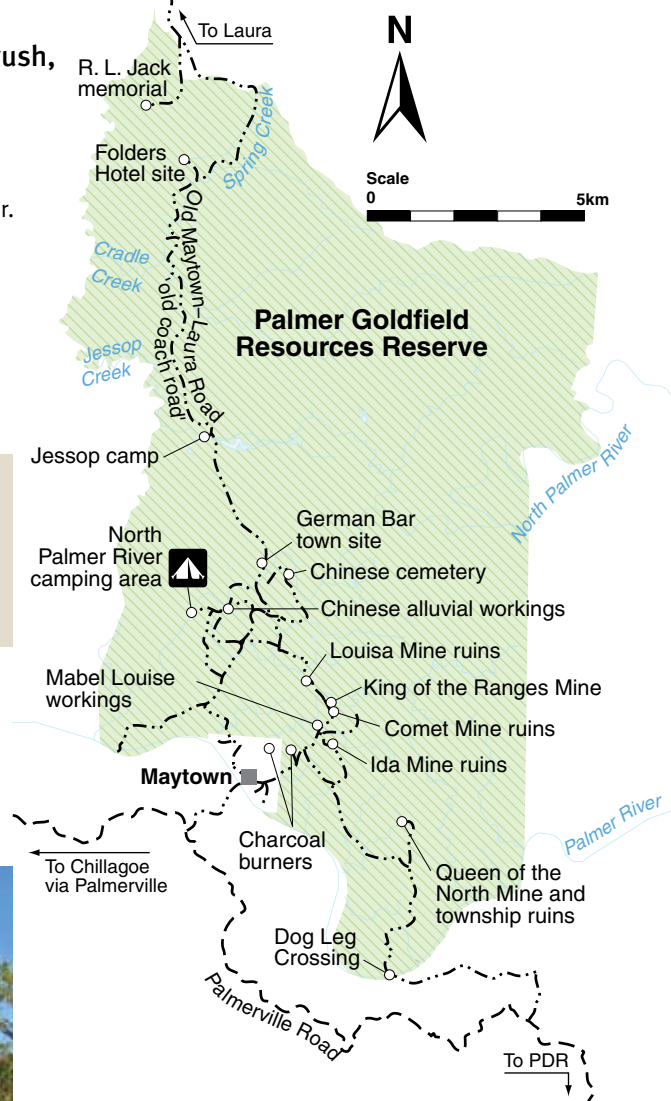 ush,
r.
To Laura
N
R. L. Jack
memorial
Spring Creek
Folders
Hotel site
Scale
0
5km
Old Maytown–Laura Road
'old coach road'
Cradle
Creek
Palmer Goldfield
Resources Reserve
Jessop
Creek
Jessop camp
North Palmer River
German Bar
town site
North
Palmer River
camping area
Chinese cemetery
Chinese alluvial workings
Louisa Mine ruins
Mabel Louise
workings
King of the Ranges Mine
Comet Mine ruins
Ida Mine ruins
Maytown
Charcoal
burners
Palmer River
To Chillagoe
via Palmerville
Queen of the
North Mine and
township ruins
Dog Leg
Crossing
Palmerville Road
To PDR